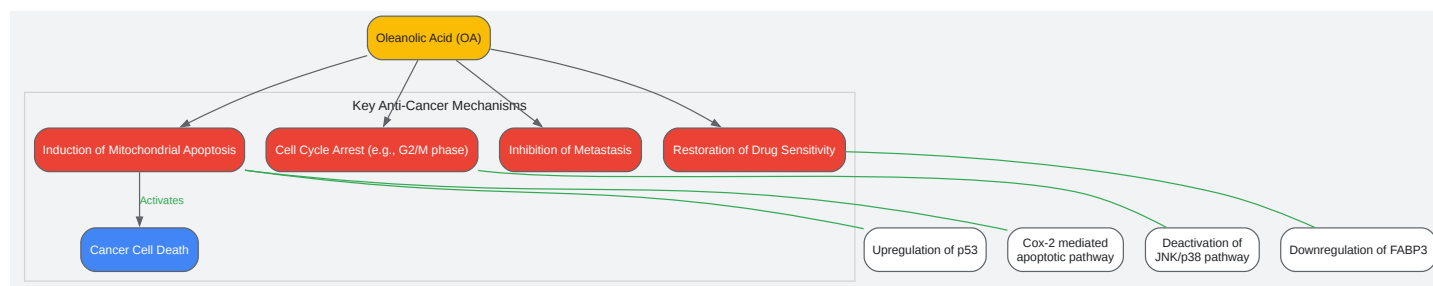 Oleanolic Acid (OA)
Key Anti-Cancer Mechanisms
Induction of Mitochondrial Apoptosis
Cell Cycle Arrest (e.g., G2/M phase)
Inhibition of Metastasis
Restoration of Drug Sensitivity
Activates
Cancer Cell Death
Upregulation of p53
Cox-2 mediated
apoptotic pathway
Deactivation of
JNK/p38 pathway
Downregulation of FABP3